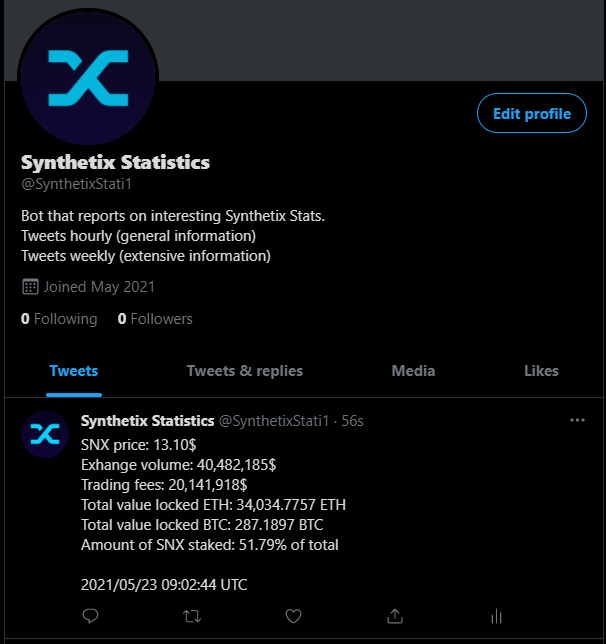 Edit profile
Synthetix Statistics
@SynthetixStati1
Bot that reports on interesting Synthetix Stats.
Tweets hourly (general information)
Tweets weekly (extensive information)
Joined May 2021
0 Following 0 Followers
Tweets Tweets & replies Media Likes
Synthetix Statistics @SynthetixStati1 · 56s
SNX price: 13.10$
Exhange volume: 40,482,185$
Trading fees: 20,141,918$
Total value locked ETH: 34,034.7757 ETH
Total value locked BTC: 287.1897 BTC
Amount of SNX staked: 51.79% of total
2021/05/23 09:02:44 UTC